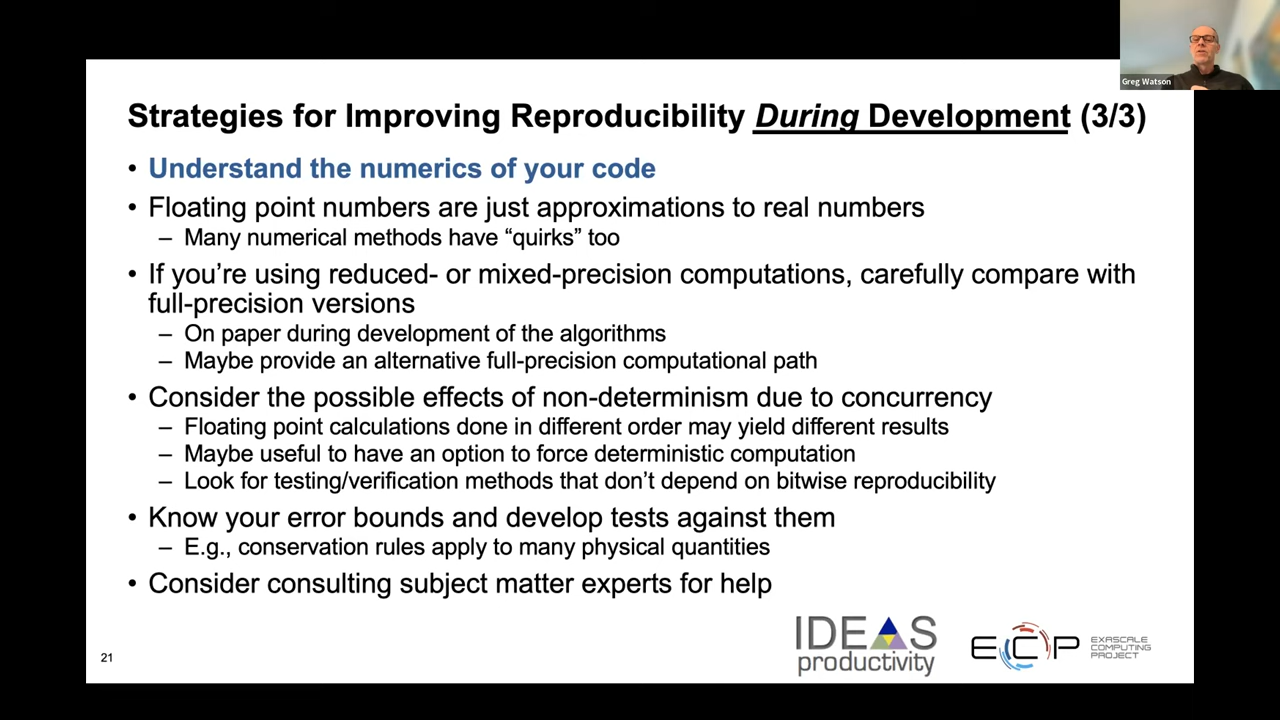 Greg Watson
Strategies for Improving Reproducibility During Development (3/3)
• Understand the numerics of your code
• Floating point numbers are just approximations to real numbers
– Many numerical methods have “quirks” too
• If you’re using reduced- or mixed-precision computations, carefully compare with
full-precision versions
– On paper during development of the algorithms
– Maybe provide an alternative full-precision computational path
• Consider the possible effects of non-determinism due to concurrency
– Floating point calculations done in different order may yield different results
– Maybe useful to have an option to force deterministic computation
– Look for testing/verification methods that don’t depend on bitwise reproducibility
• Know your error bounds and develop tests against them
– E.g., conservation rules apply to many physical quantities
• Consider consulting subject matter experts for help
21
IDEAS
productivity
ECP
EXASCALE
COMPUTING
PROJECT